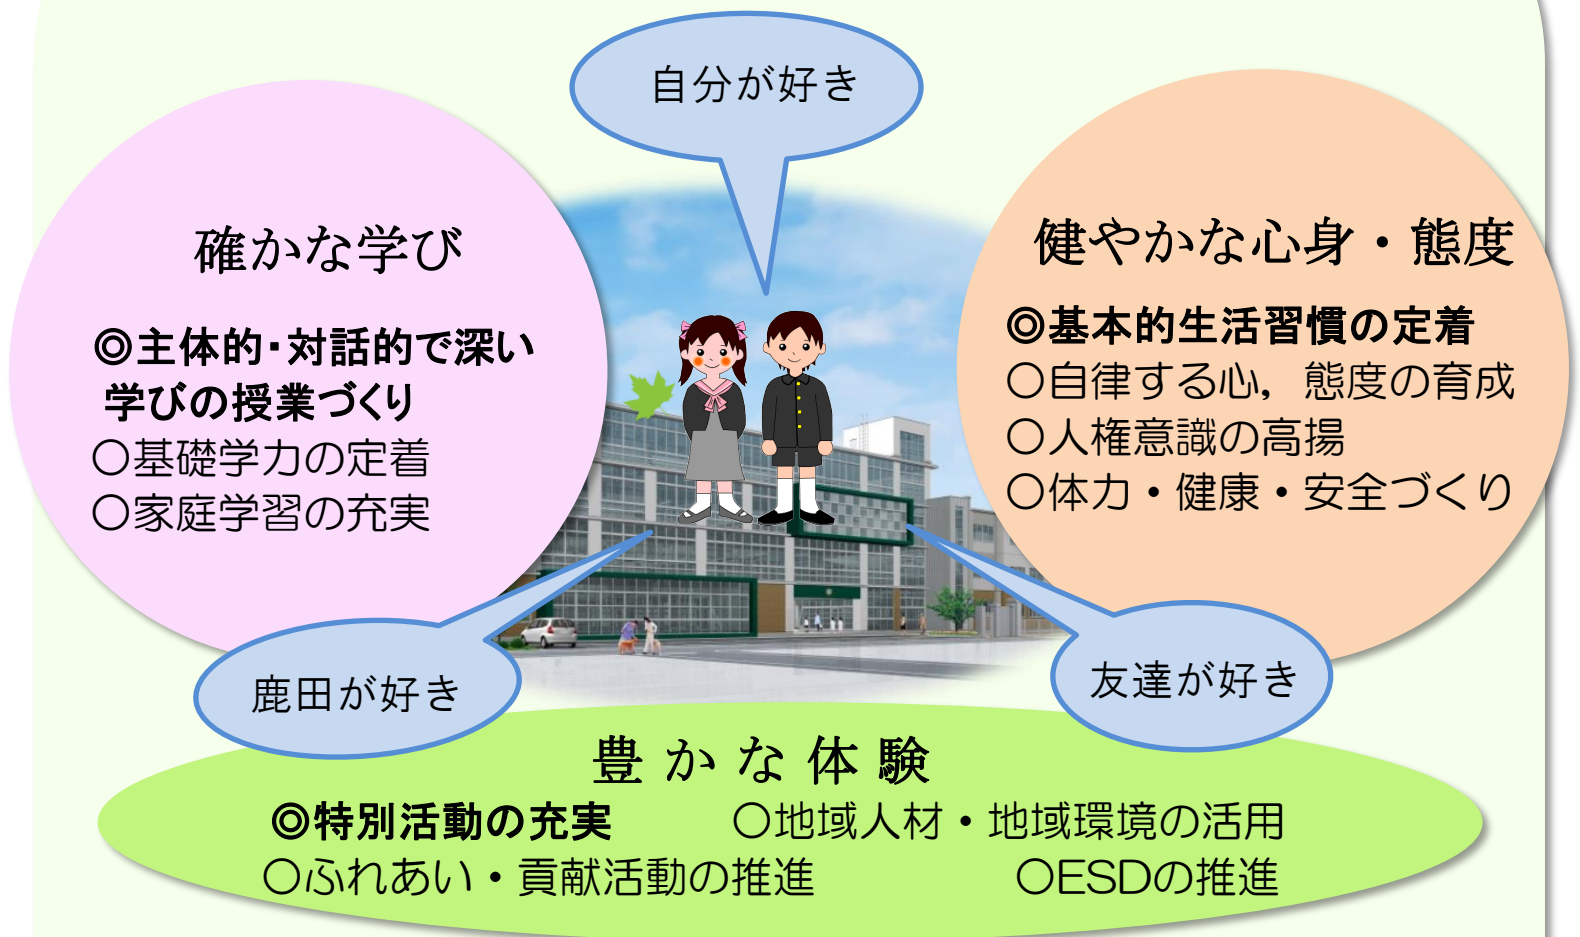 自分が好き
確かな学び
◎主体的・対話的で深い
学びの授業づくり
○基礎学力の定着
○家庭学習の充実
健やかな心身・態度
◎基本的生活習慣の定着
○自律する心，態度の育成
○人権意識の高揚
○体力・健康・安全づくり
鹿田が好き
友達が好き
豊かな体験
◎特別活動の充実 ○地域人材・地域環境の活用
○ふれあい・貢献活動の推進 ○ESDの推進